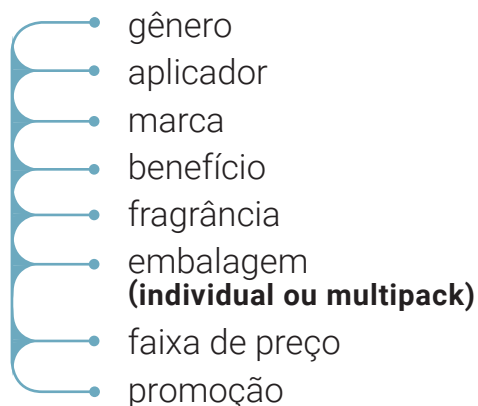 gênero
aplicador
marca
benefício
fragrância
embalagem
(individual ou multipack)
faixa de preço
promoção